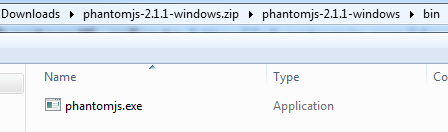 Downloads ▸ phantomjs-2.1.1-windows.zip ▸ phantomjs-2.1.1-windows ▸ bin
Name Type
phantomjs.exe Application